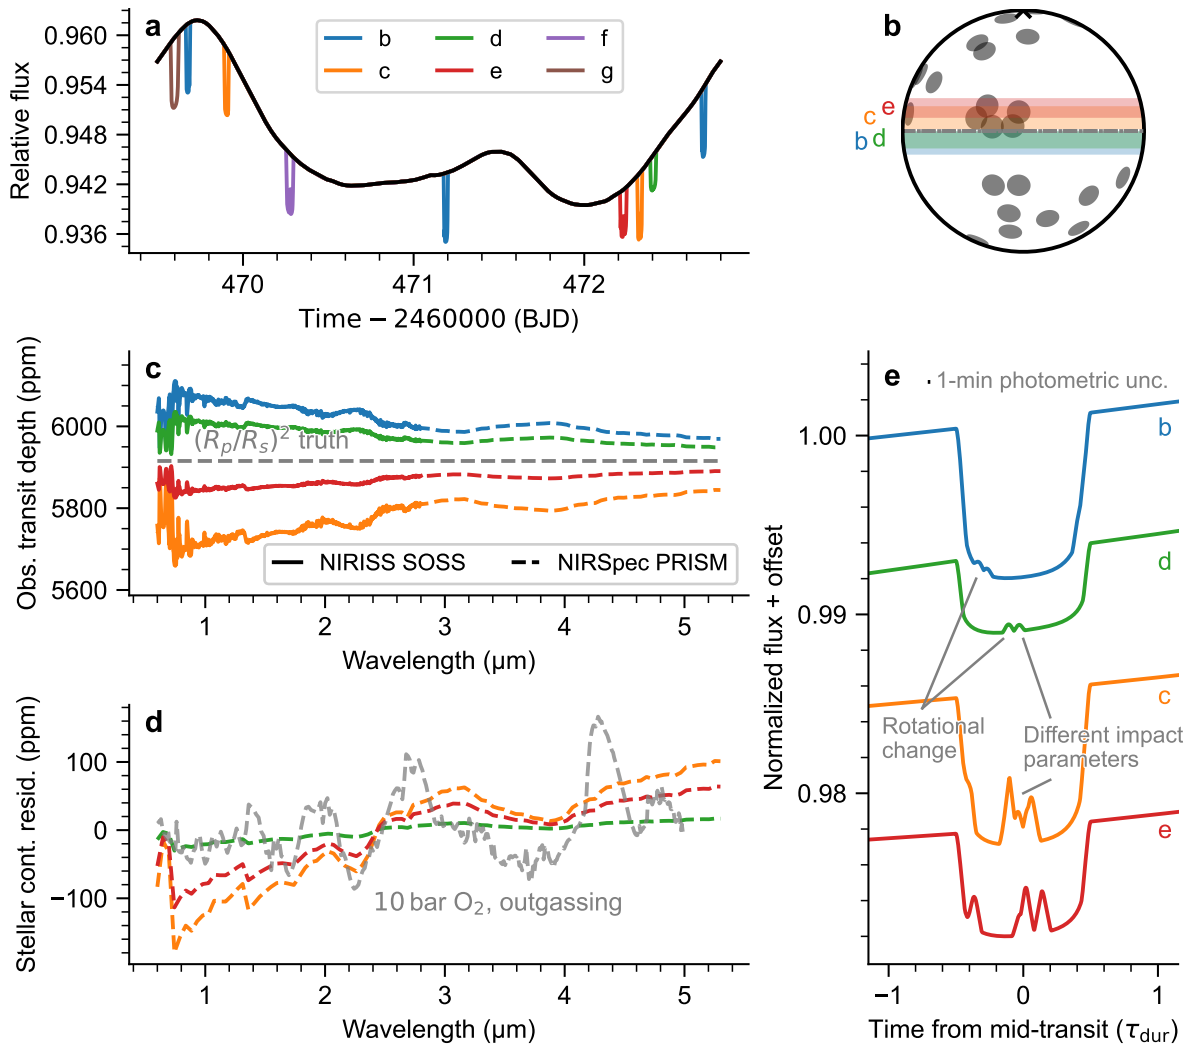 a
0.960
0.954
0.948
0.942
0.936
Relative flux
b
d
f
c
e
g
470
471
472
Time − 2460000 (BJD)
b
e
c
b
d
c
6000
5800
5600
Obs. transit depth (ppm)
(Rp/Rs)² truth
NIRISS SOSS
NIRSpec PRISM
1
2
3
4
5
Wavelength (μm)
d
100
0
−100
Stellar cont. resid. (ppm)
10 bar O₂, outgassing
1
2
3
4
5
Wavelength (μm)
e
1-min photometric unc.
1.00
0.99
0.98
Normalized flux + offset
b
d
c
e
Rotational
change
Different impact
parameters
−1
0
1
Time from mid-transit (τdur)